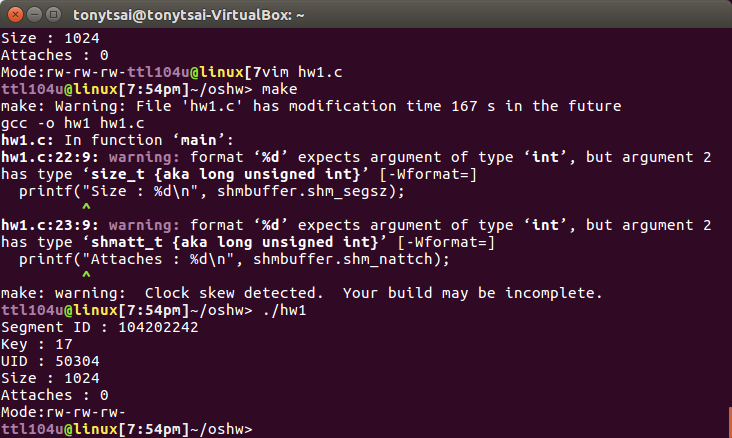 tonytsai@tonytsai-VirtualBox: ~
Size : 1024
Attaches : 0
Mode:rw-rw-rw-ttl104u@linux[7vim hw1.c
ttl104u@linux[7:54pm]~/oshw> make
make: Warning: File 'hw1.c' has modification time 167 s in the future
gcc -o hw1 hw1.c
hw1.c: In function ‘main’:
hw1.c:22:9: warning: format ‘%d’ expects argument of type ‘int’, but argument 2
has type ‘size_t {aka long unsigned int}’ [-Wformat=]
  printf("Size : %d\n", shmbuffer.shm_segsz);
         ^
hw1.c:23:9: warning: format ‘%d’ expects argument of type ‘int’, but argument 2
has type ‘shmatt_t {aka long unsigned int}’ [-Wformat=]
  printf("Attaches : %d\n", shmbuffer.shm_nattch);
         ^
make: warning:  Clock skew detected.  Your build may be incomplete.
ttl104u@linux[7:54pm]~/oshw> ./hw1
Segment ID : 104202242
Key : 17
UID : 50304
Size : 1024
Attaches : 0
Mode:rw-rw-rw-
ttl104u@linux[7:54pm]~/oshw>